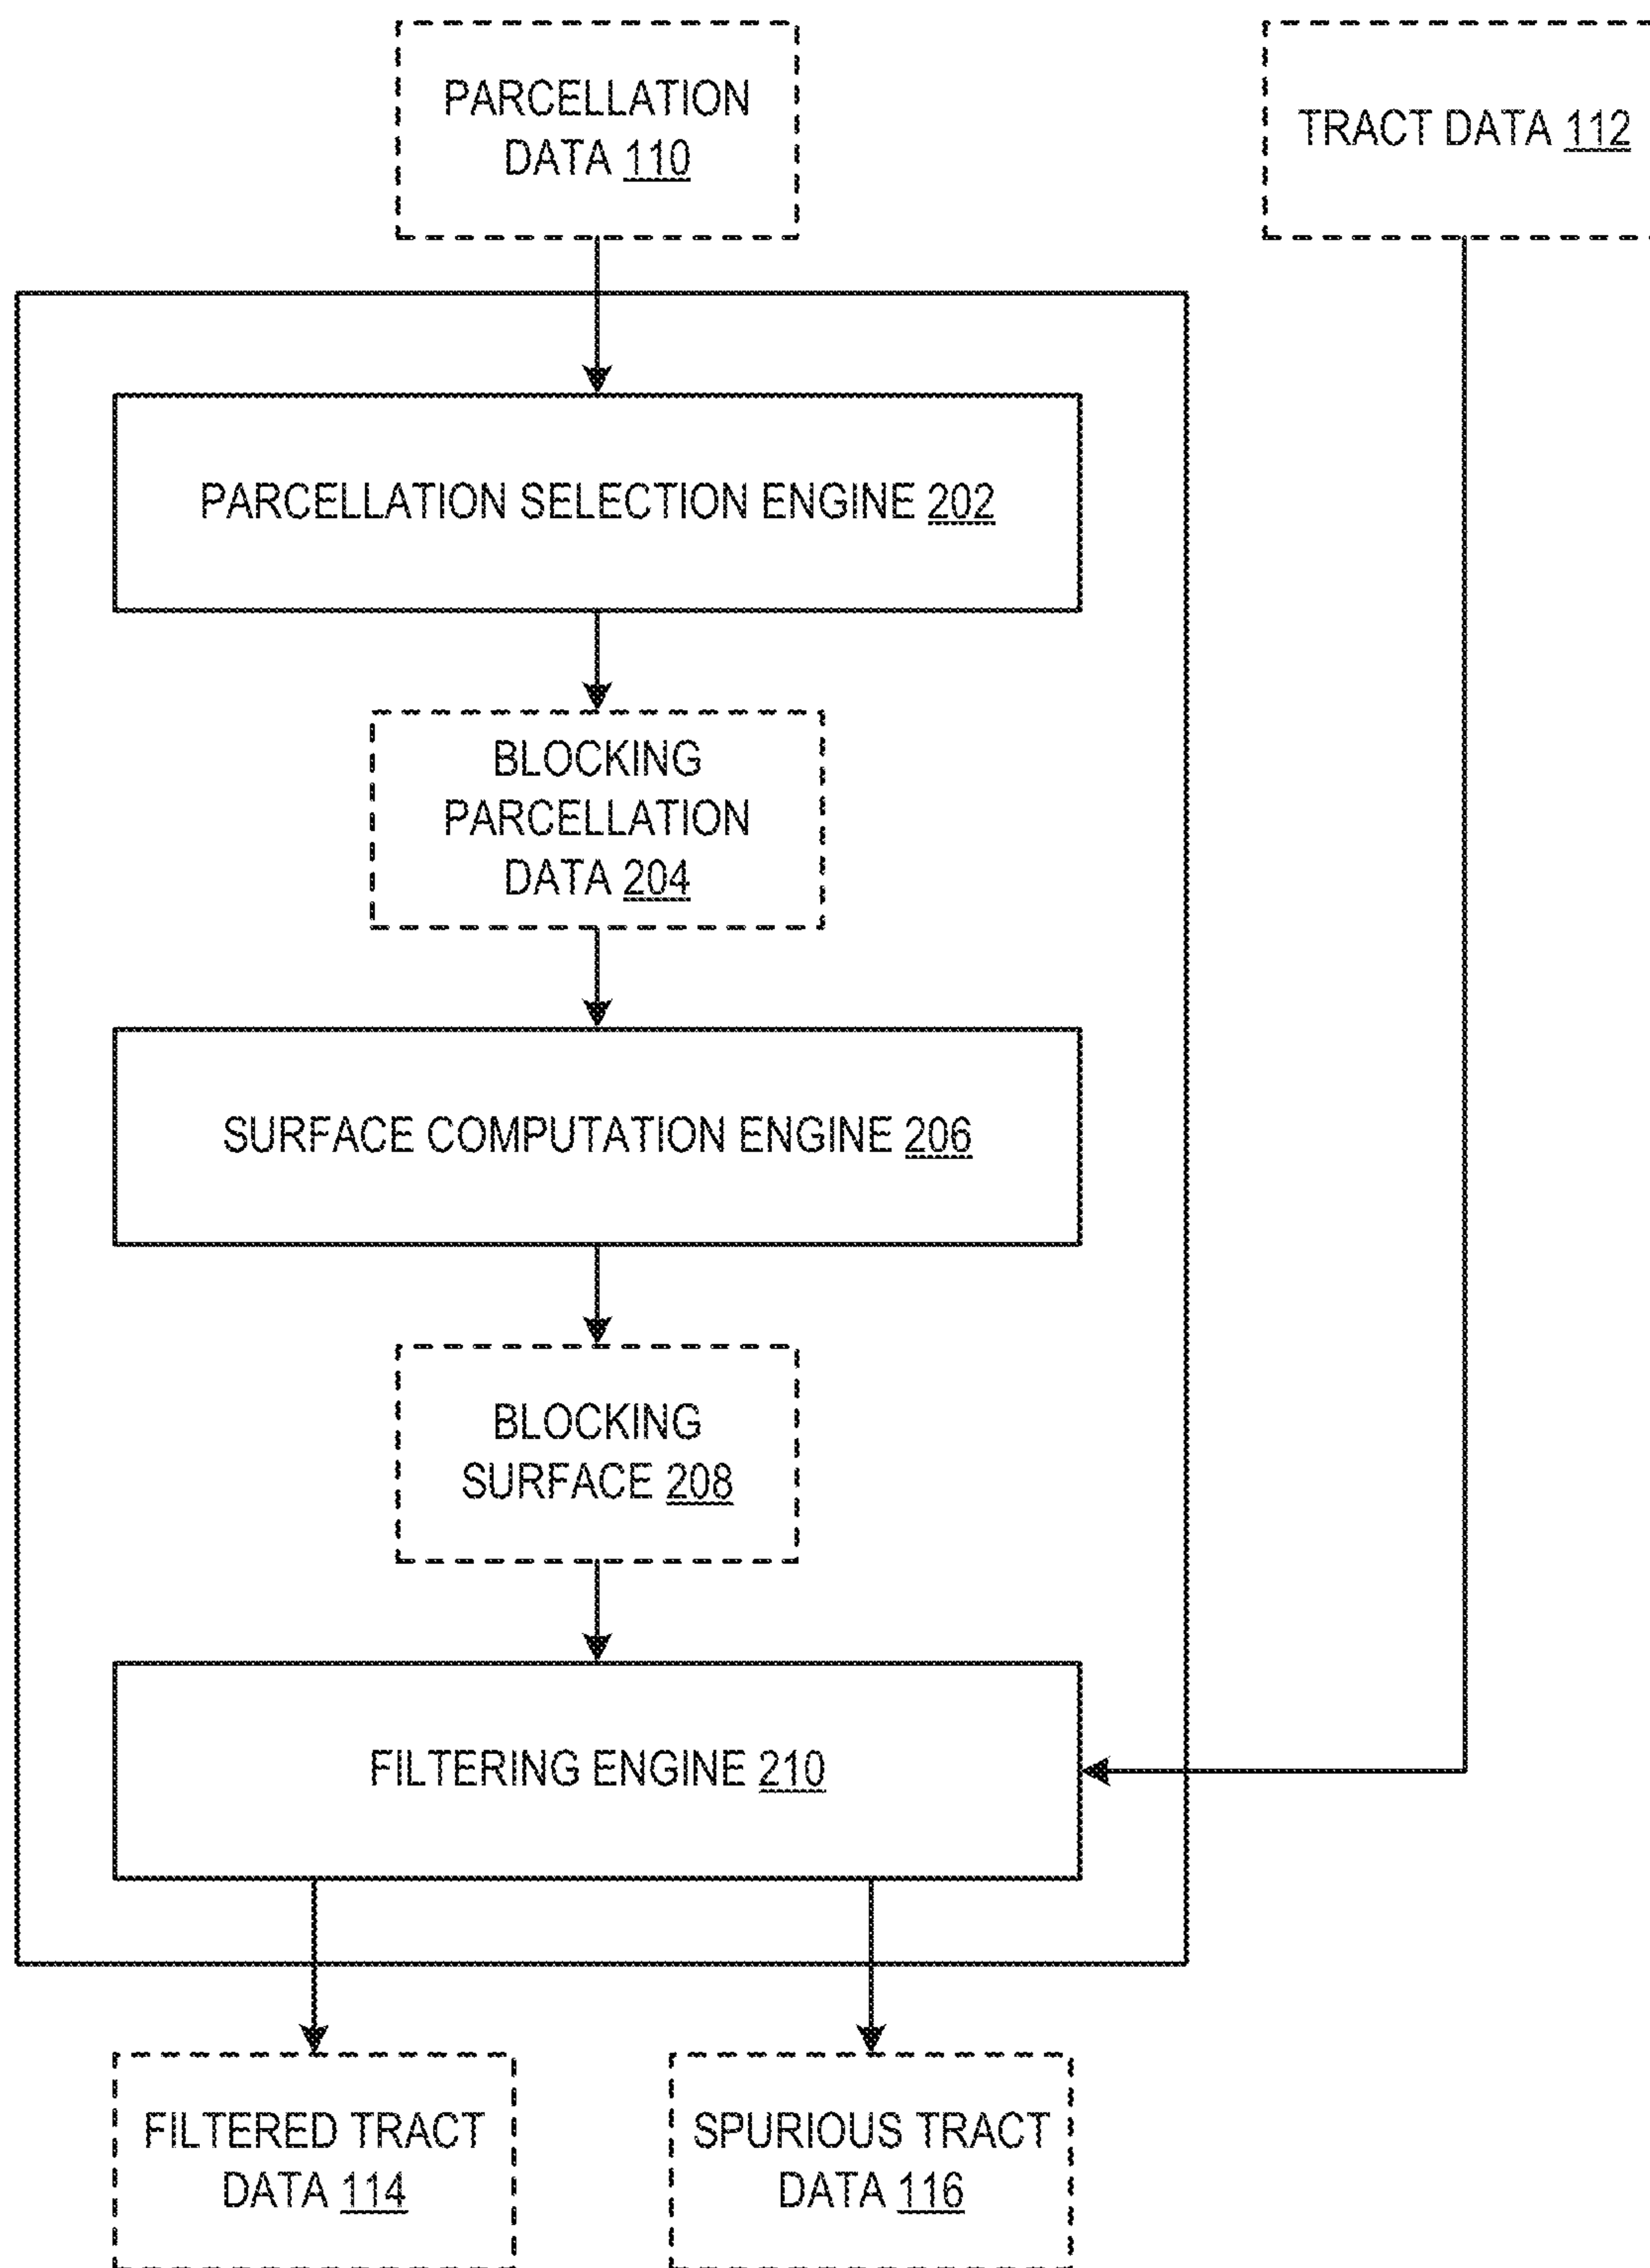 PARCELLATION
DATA 110
TRACT DATA 112
PARCELLATION SELECTION ENGINE 202
BLOCKING
PARCELLATION
DATA 204
SURFACE COMPUTATION ENGINE 206
BLOCKING
SURFACE 208
FILTERING ENGINE 210
FILTERED TRACT
DATA 114
SPURIOUS TRACT
DATA 116